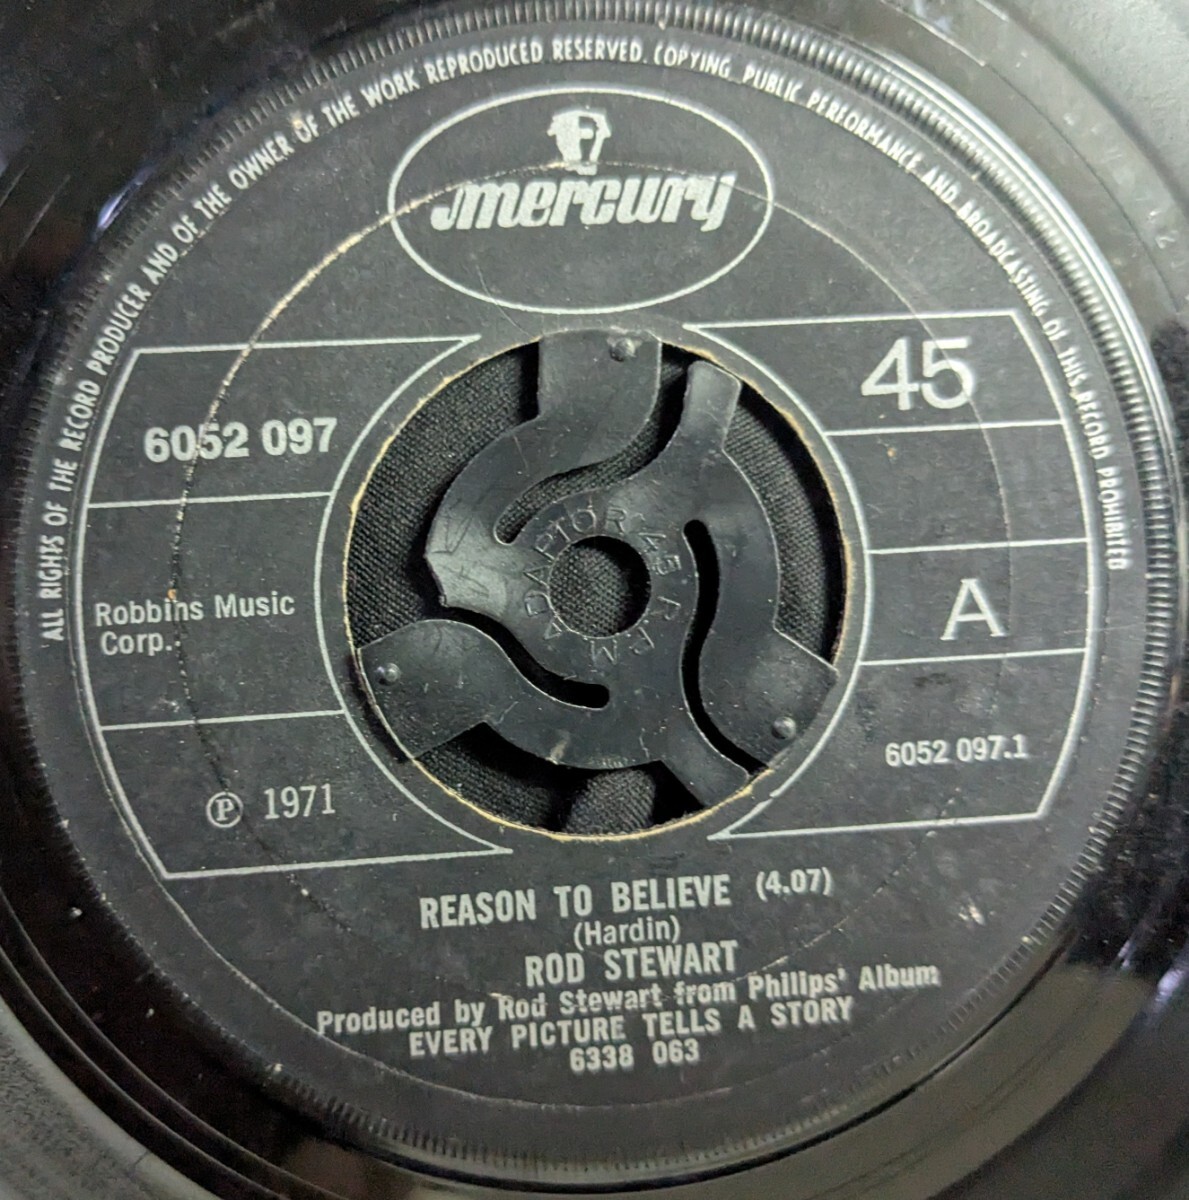 ALL RIGHTS OF THE RECORD PRODUCER AND OF THE OWNER OF THE WORK REPRODUCED RESERVED. COPYING, PUBLIC PERFORMANCE AND BROADCASTING OF THIS RECORD PROHIBITED
mercury
6052 097
45
Robbins Music
Corp.
A
Ⓟ 1971
6052 097.1
ADAPTOR 45 R.P.M.
REASON TO BELIEVE (4.07)
(Hardin)
ROD STEWART
Produced by Rod Stewart from Philips' Album
EVERY PICTURE TELLS A STORY
6338 063